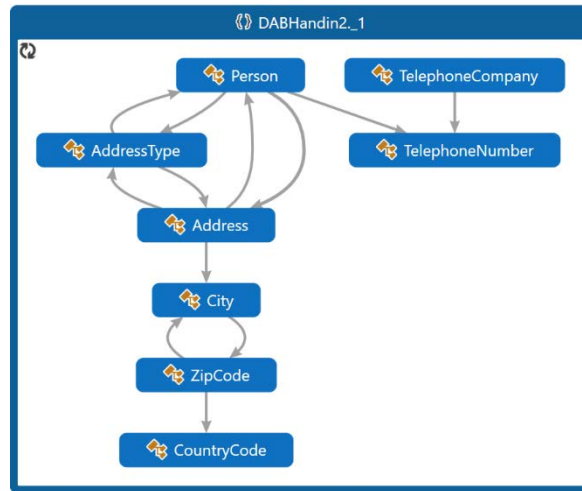 DABHandin2._1
Person
TelephoneCompany
AddressType
TelephoneNumber
Address
City
ZipCode
CountryCode